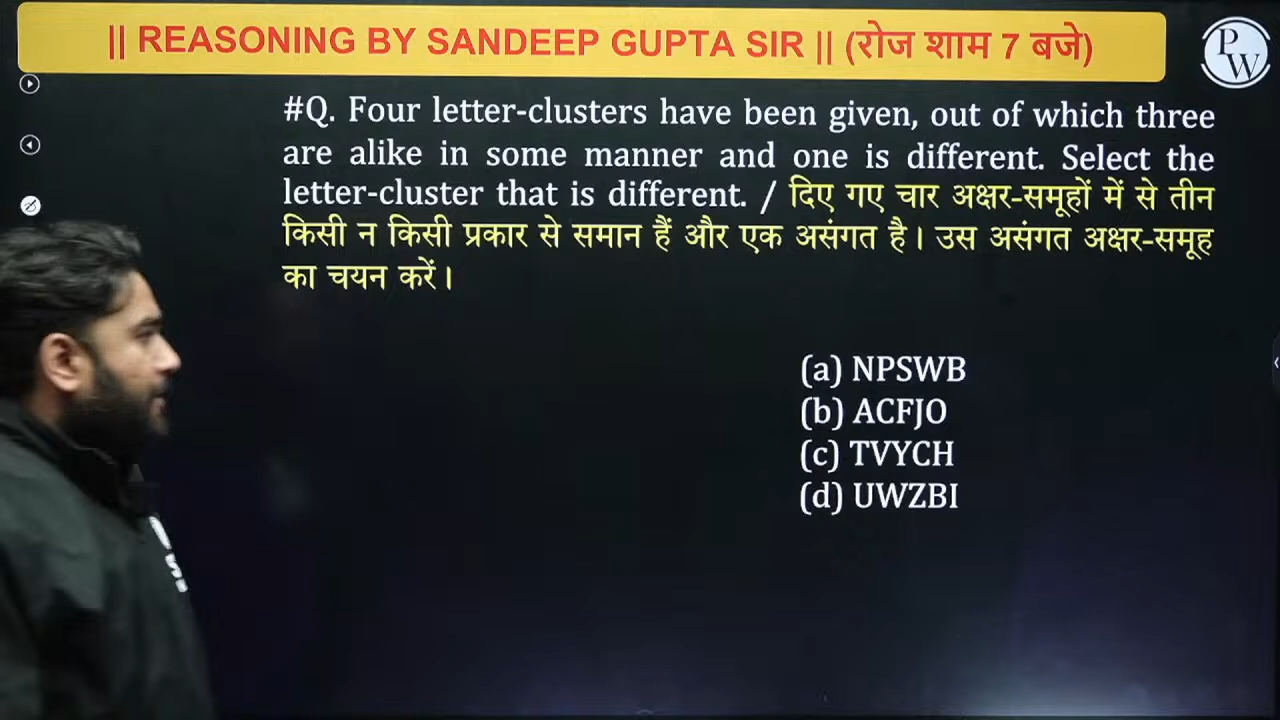 || REASONING BY SANDEEP GUPTA SIR || (रोज शाम 7 बजे)
PW
#Q. Four letter-clusters have been given, out of which three
are alike in some manner and one is different. Select the
letter-cluster that is different. / दिए गए चार अक्षर-समूहों में से तीन
किसी न किसी प्रकार से समान हैं और एक असंगत है। उस असंगत अक्षर-समूह
का चयन करें।
(a) NPSWB
(b) ACFJO
(c) TVYCH
(d) UWZBI